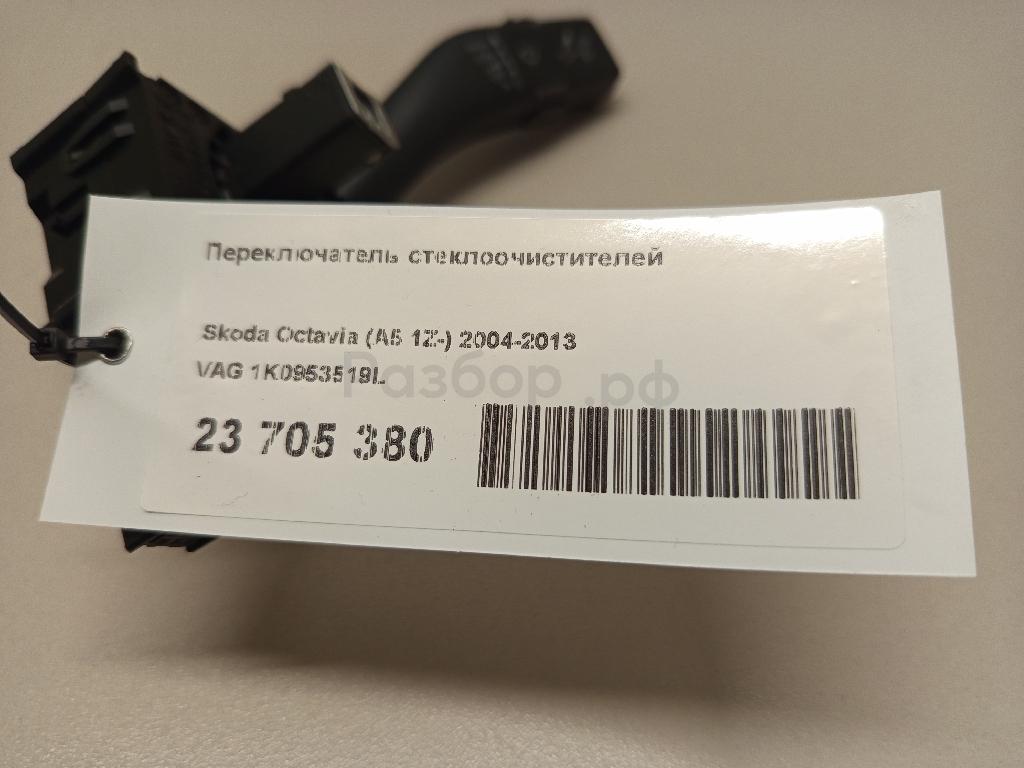 Переключатель стеклоочистителей
Skoda Octavia (A5 1Z-) 2004-2013
VAG 1K0953519L
Разбор.рф
23 705 380